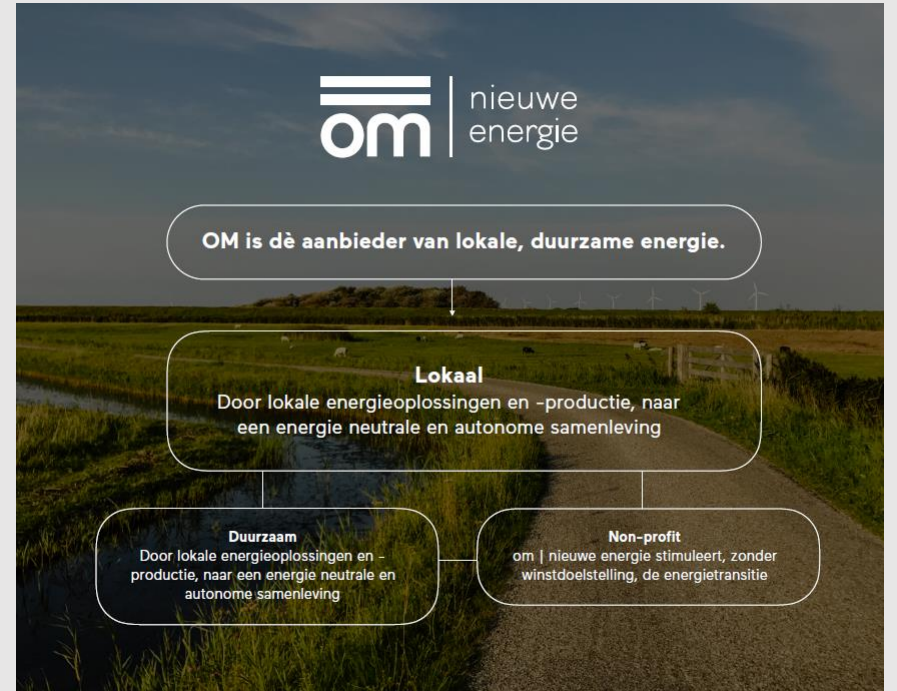 om
nieuwe
energie
OM is dè aanbieder van lokale, duurzame energie.
Lokaal
Door lokale energieoplossingen en -productie, naar
een energie neutrale en autonome samenleving
Duurzaam
Door lokale energieoplossingen en -
productie, naar een energie neutrale en
autonome samenleving
Non-profit
om | nieuwe energie stimuleert, zonder
winstdoelstelling, de energietransitie